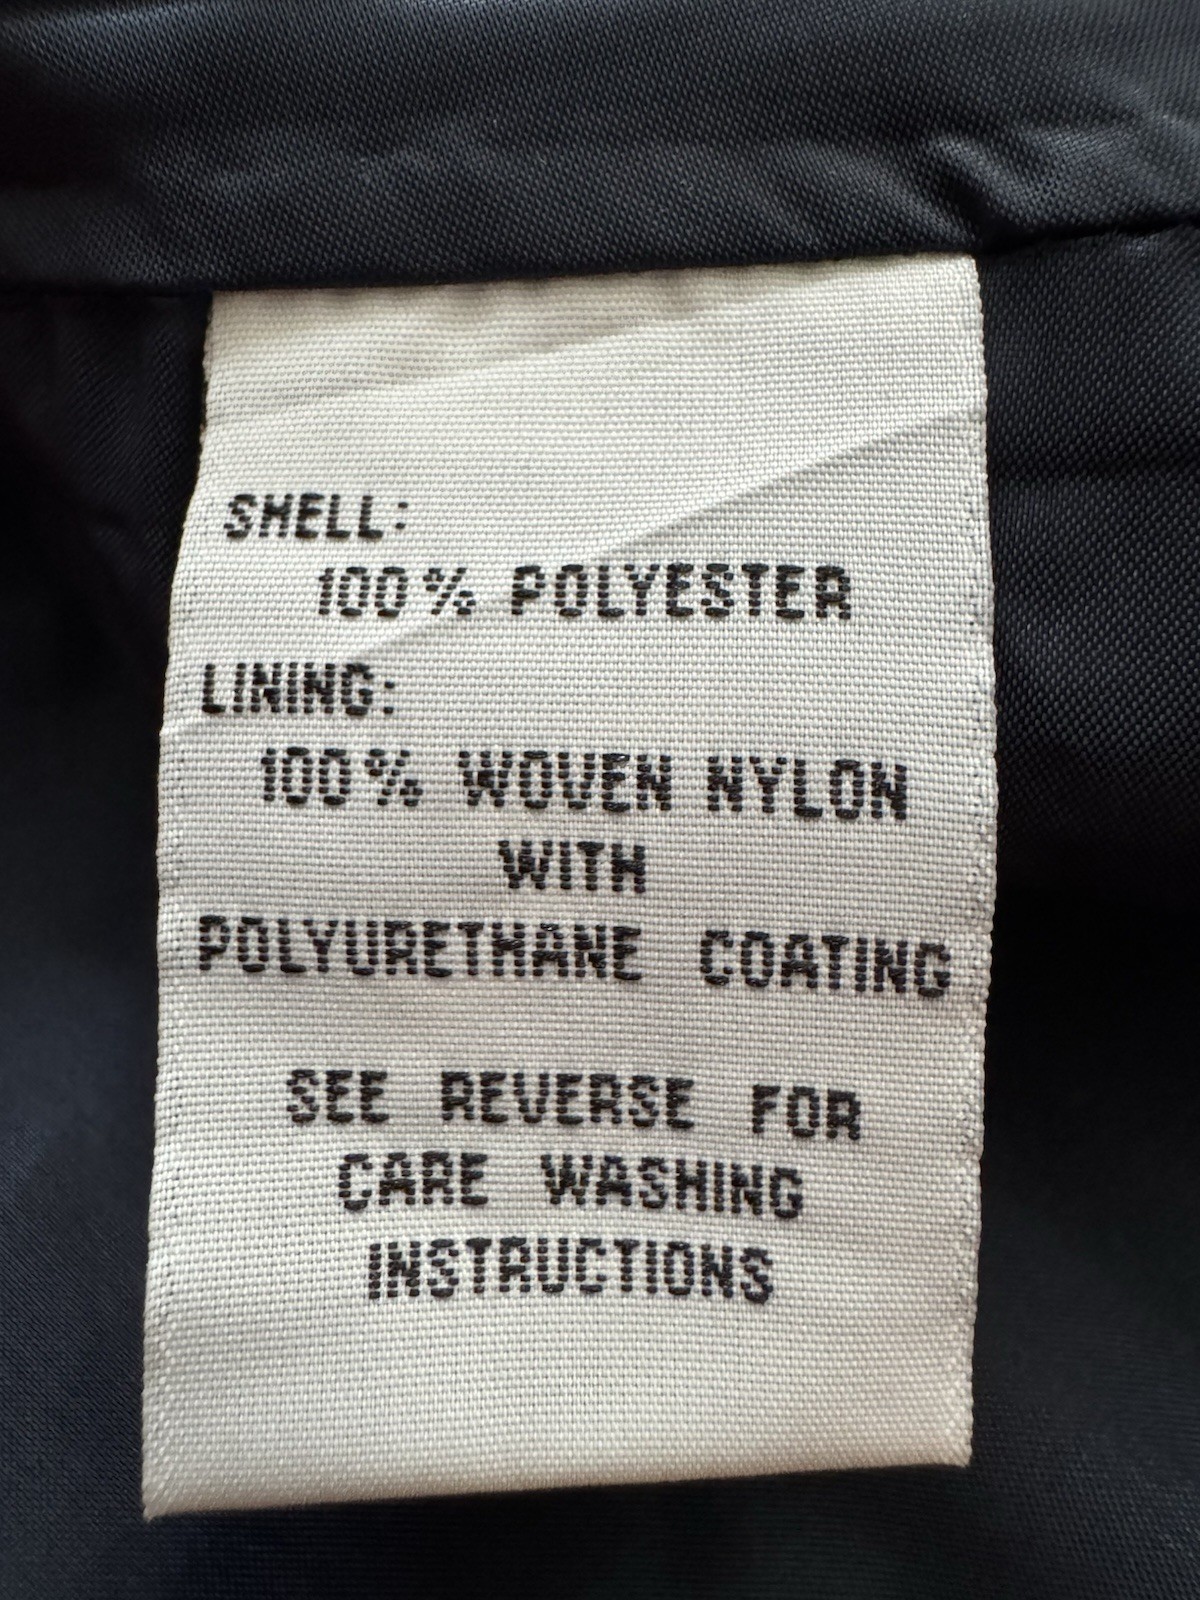 SHELL:
100% POLYESTER
LINING:
100% WOVEN NYLON
WITH
POLYURETHANE COATING
SEE REVERSE FOR
CARE WASHING
INSTRUCTIONS